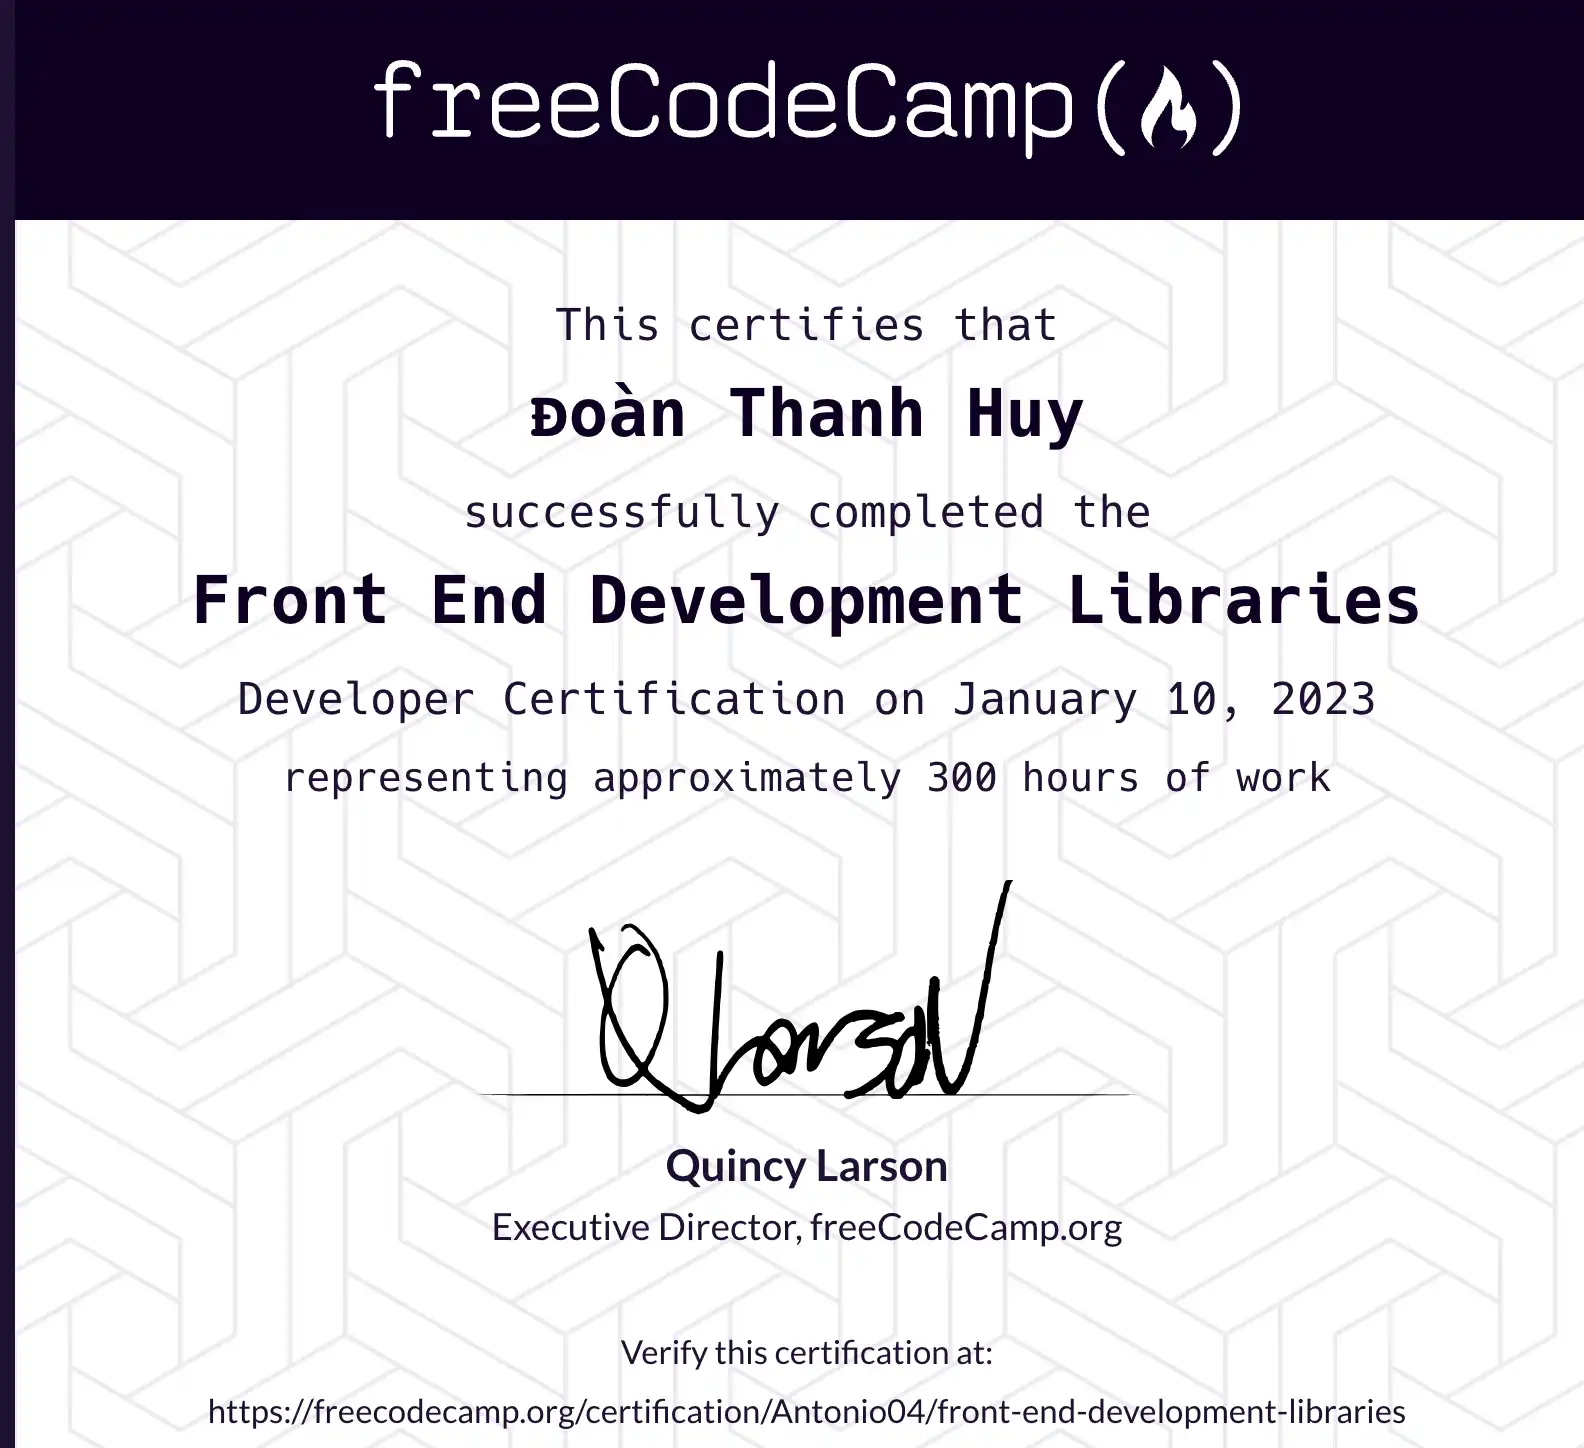 freeCodeCamp(🔥)
This certifies that
Đoàn Thanh Huy
successfully completed the
Front End Development Libraries
Developer Certification on January 10, 2023
representing approximately 300 hours of work
QLarson
Quincy Larson
Executive Director, freeCodeCamp.org
Verify this certification at:
https://freecodecamp.org/certification/Antonio04/front-end-development-libraries